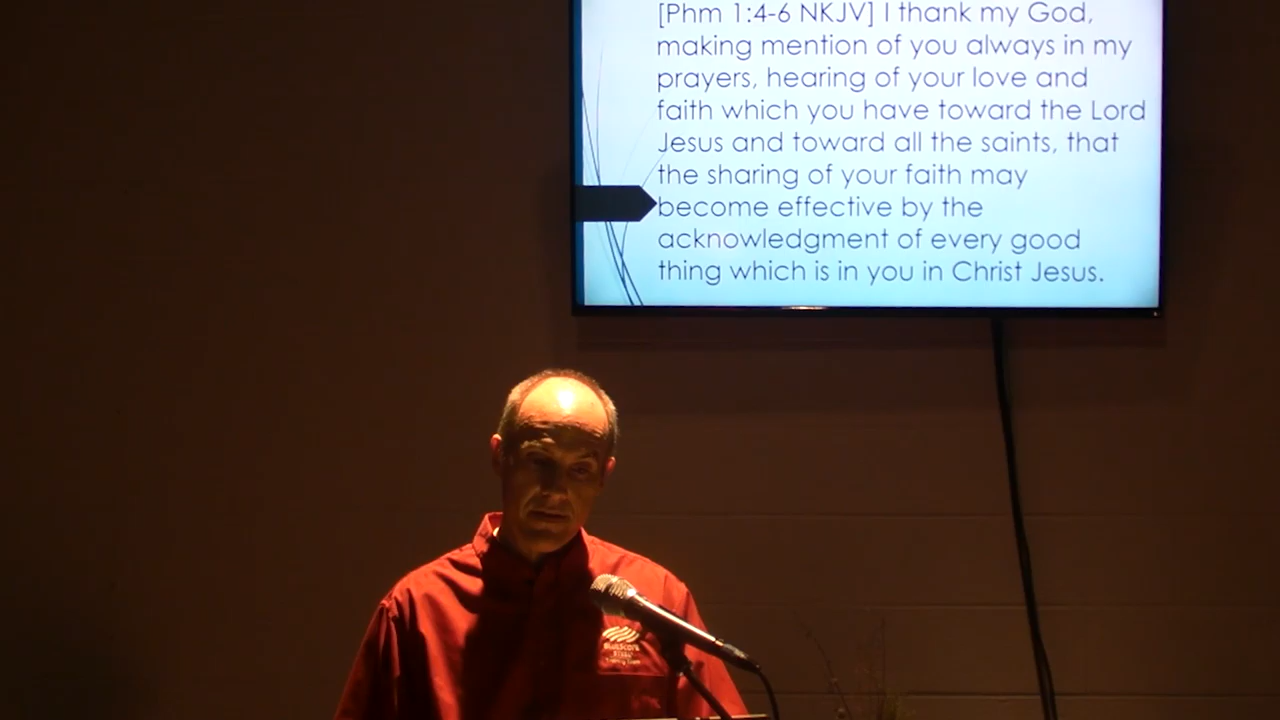 [Phm 1:4-6 NKJV] I thank my God,
making mention of you always in my
prayers, hearing of your love and
faith which you have toward the Lord
Jesus and toward all the saints, that
the sharing of your faith may
become effective by the
acknowledgment of every good
thing which is in you in Christ Jesus.
BlueScope